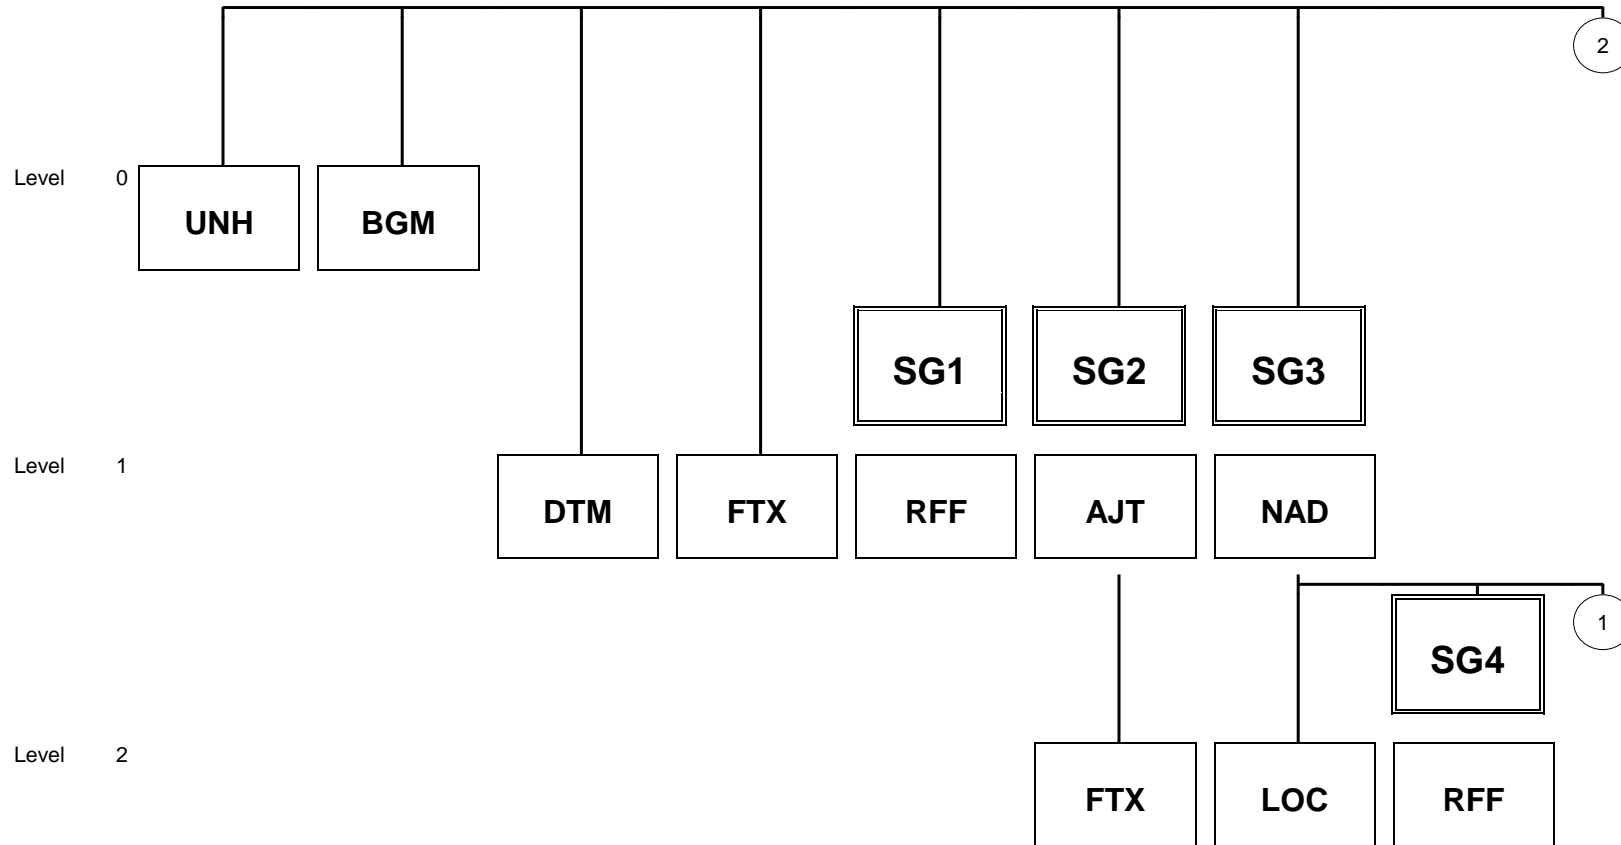 2
Level 0
UNH BGM
SG1 SG2 SG3
Level 1
DTM FTX RFF AJT NAD
1
SG4
Level 2
FTX LOC RFF